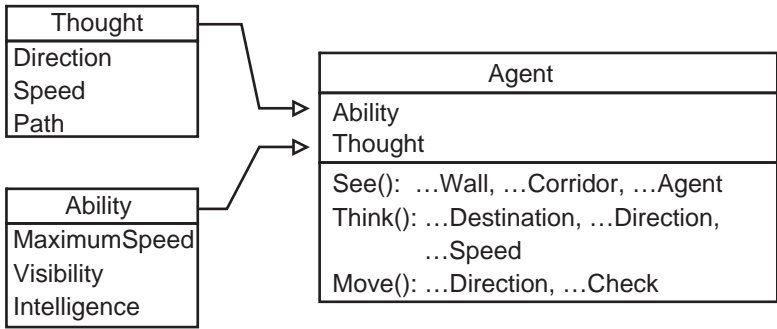 Thought
Direction
Speed
Path
Ability
MaximumSpeed
Visibility
Intelligence
Agent
Ability
Thought
See():  …Wall, …Corridor, …Agent
Think(): …Destination, …Direction,
…Speed
Move(): …Direction, …Check